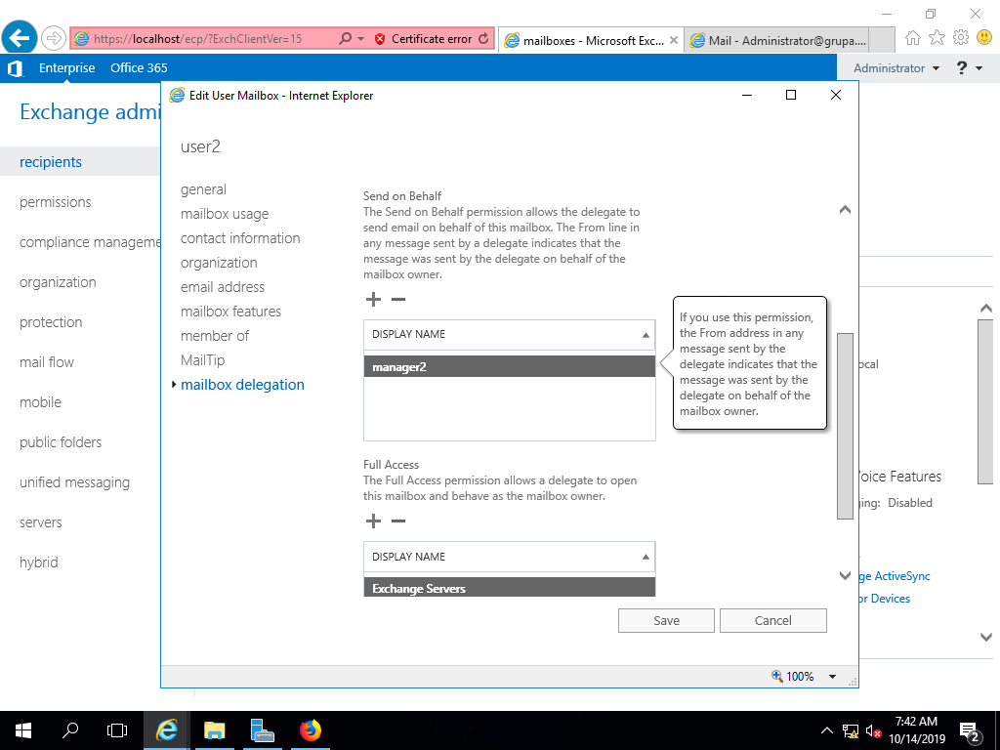 https://localhost/ecp/?ExchClientVer=15
Certificate error
mailboxes - Microsoft Exc...
Mail - Administrator@grupa....
Enterprise
Office 365
Administrator
?
Exchange admi
recipients
permissions
compliance manageme
organization
protection
mail flow
mobile
public folders
unified messaging
servers
hybrid
Edit User Mailbox - Internet Explorer
user2
general
mailbox usage
contact information
organization
email address
mailbox features
member of
MailTip
mailbox delegation
Send on Behalf
The Send on Behalf permission allows the delegate to
send email on behalf of this mailbox. The From line in
any message sent by a delegate indicates that the
message was sent by the delegate on behalf of the
mailbox owner.
DISPLAY NAME
manager2
If you use this permission,
the From address in any
message sent by the
delegate indicates that the
message was sent by the
delegate on behalf of the
mailbox owner.
Full Access
The Full Access permission allows a delegate to open
this mailbox and behave as the mailbox owner.
DISPLAY NAME
Exchange Servers
Save
Cancel
100%
ocal
Voice Features
ging: Disabled
ge ActiveSync
or Devices
7:42 AM
10/14/2019
2